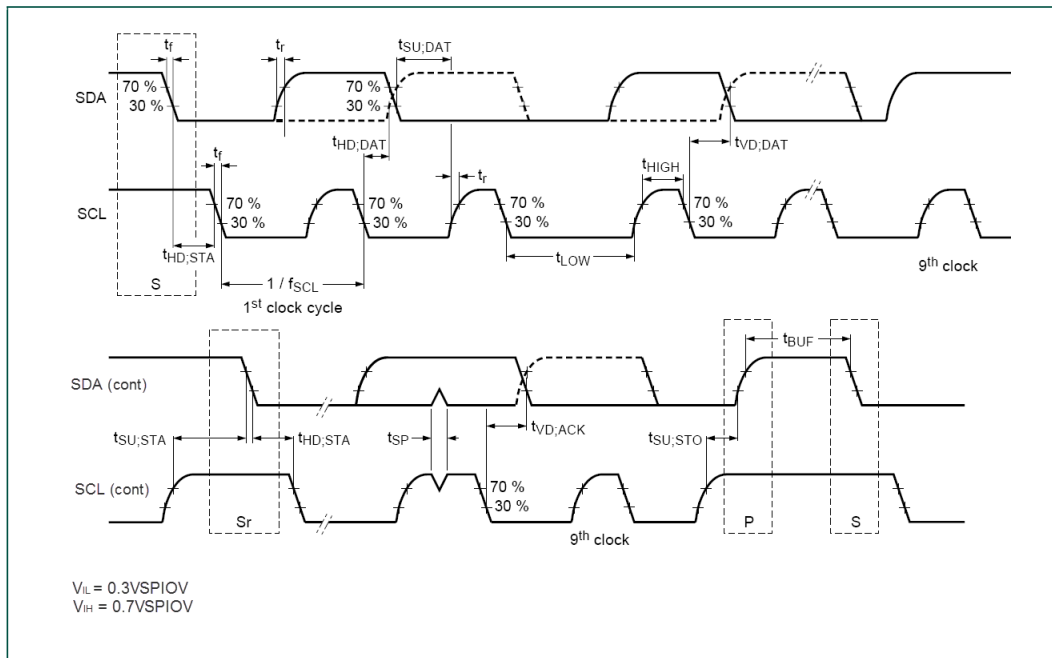 tf
tr
tSU;DAT
SDA
70 %
30 %
70 %
30 %
tHD;DAT
tVD;DAT
tf
tr
tHIGH
SCL
70 %
30 %
70 %
30 %
70 %
30 %
70 %
30 %
tHD;STA
tLOW
S
1 / fSCL
1st clock cycle
9th clock
tBUF
SDA (cont)
tSU;STA
tHD;STA
tSP
tVD;ACK
tSU;STO
SCL (cont)
70 %
30 %
Sr
9th clock
P
S
VIL = 0.3VSPIOV
VIH = 0.7VSPIOV